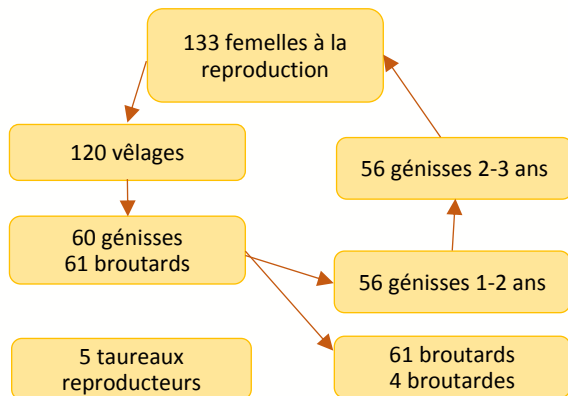 133 femelles à la
reproduction
120 vêlages
56 génisses 2-3 ans
60 génisses
61 broutards
56 génisses 1-2 ans
5 taureaux
reproducteurs
61 broutards
4 broutardes